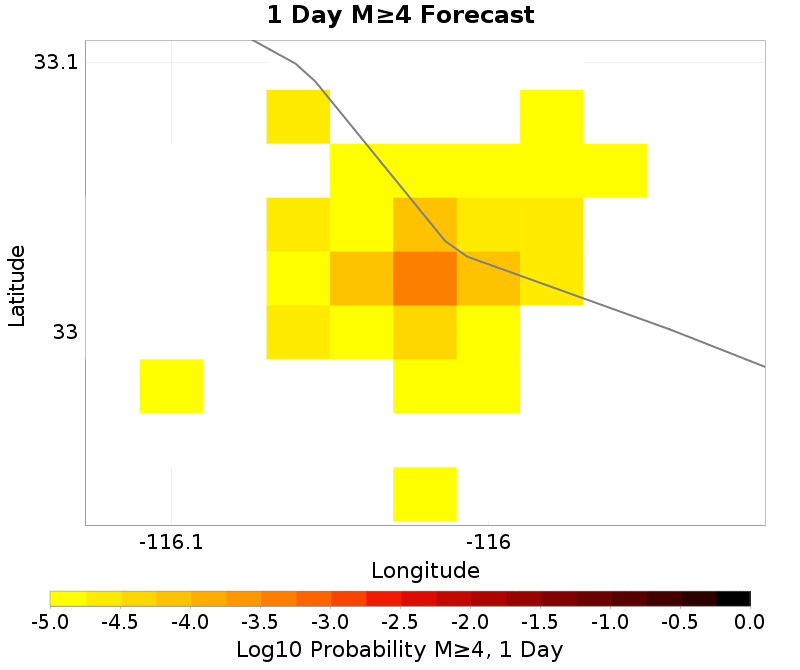 1 Day M≥4 Forecast
33.1
33
Latitude
-116.1 -116
Longitude
-5.0 -4.5 -4.0 -3.5 -3.0 -2.5 -2.0 -1.5 -1.0 -0.5 0.0
Log10 Probability M≥4, 1 Day